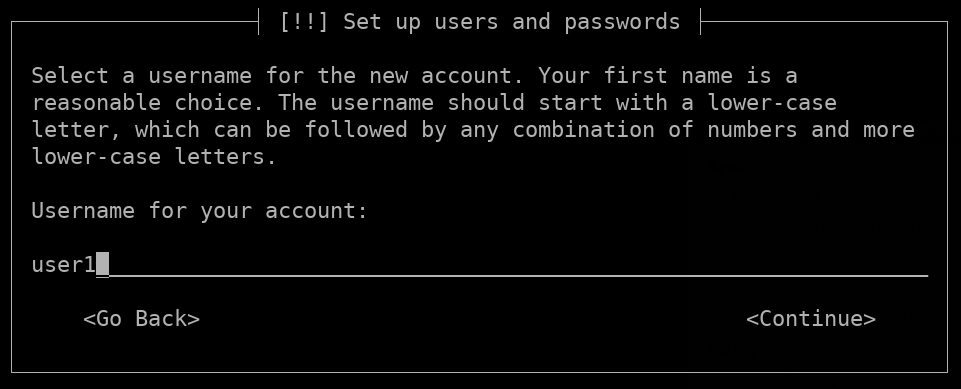 [!!] Set up users and passwords
Select a username for the new account. Your first name is a
reasonable choice. The username should start with a lower-case
letter, which can be followed by any combination of numbers and more
lower-case letters.
Username for your account:
user1
<Go Back> <Continue>